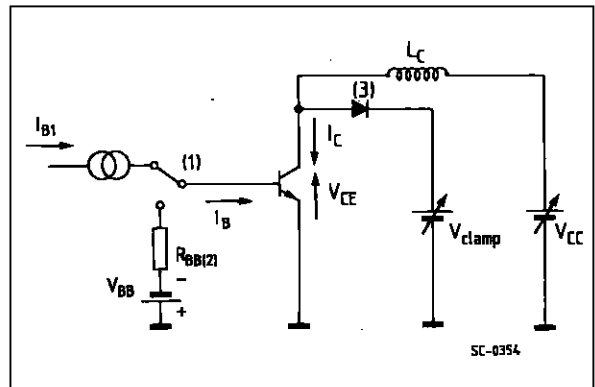 L_C
(3)
I_B1
(1)
I_C
V_CE
I_B
R_BB(2)
V_BB
-
+
V_clamp
V_CC
SC-0354